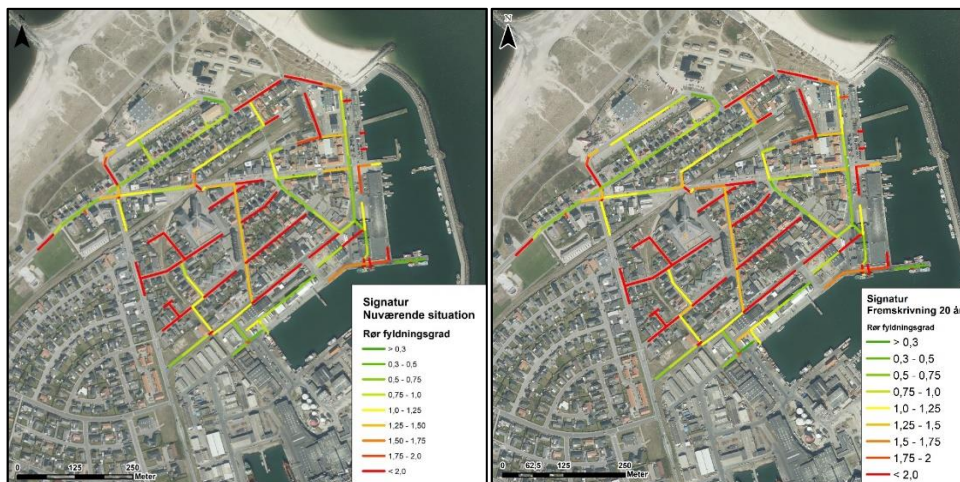 N
Signatur
Nuværende situation
Rør fyldningsgrad
> 0,3
0,3 - 0,5
0,5 - 0,75
0,75 - 1,0
1,0 - 1,25
1,25 - 1,50
1,50 - 1,75
1,75 - 2,0
< 2,0
0 125 250
Meter
N
Signatur
Fremskrivning 20 år
Rør fyldningsgrad
> 0,3
0,3 - 0,5
0,5 - 0,75
0,75 - 1,0
1,0 - 1,25
1,25 - 1,5
1,5 - 1,75
1,75 - 2
< 2,0
0 62,5 125 250
Meter